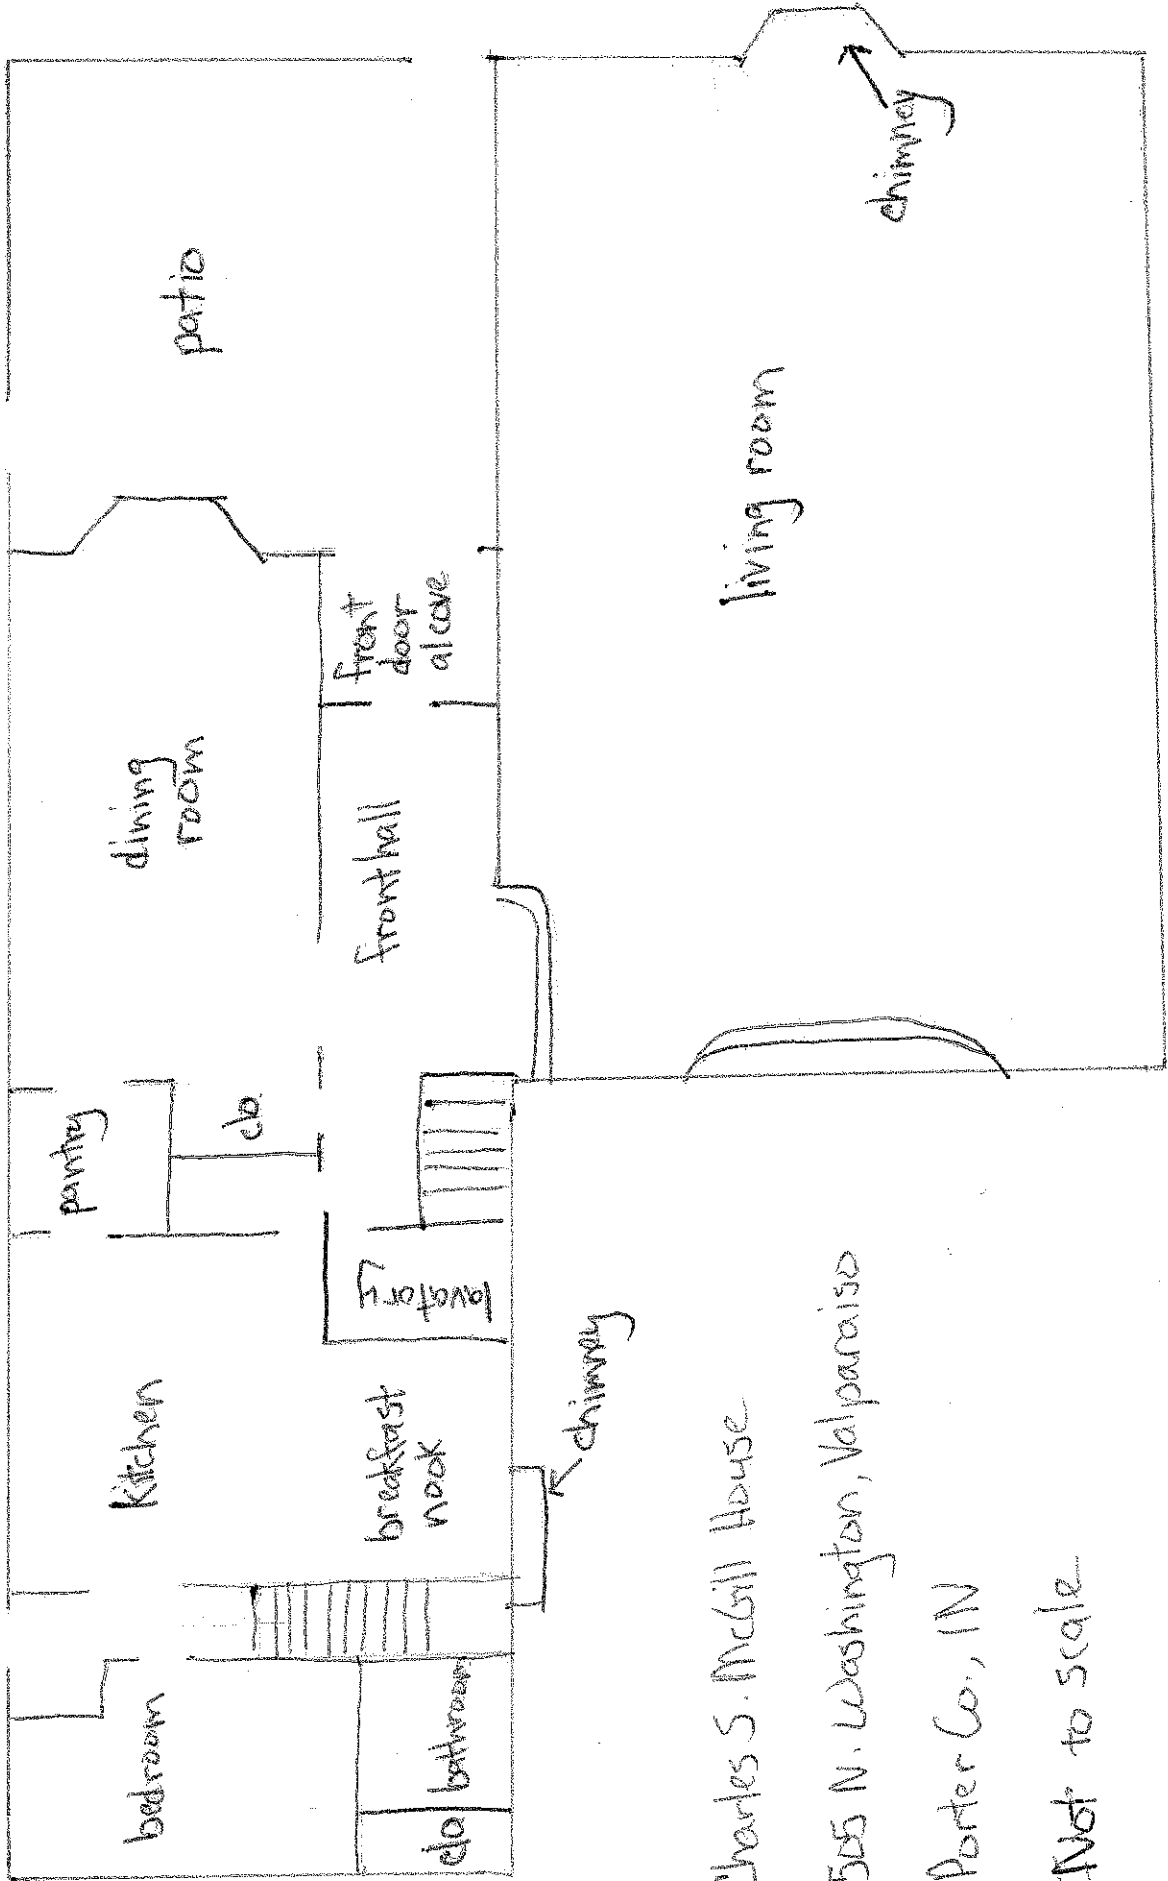 bedroom
Kitchen
pantry
dining
room
patio
clo.
clo
bathroom
breakfast
nook
lavatory
front hall
front
door
alcove
chimney
living room
chimney
Charles S. McGill House
505 N. Washington, Valparaiso
Porter Co., IN
Not to scale